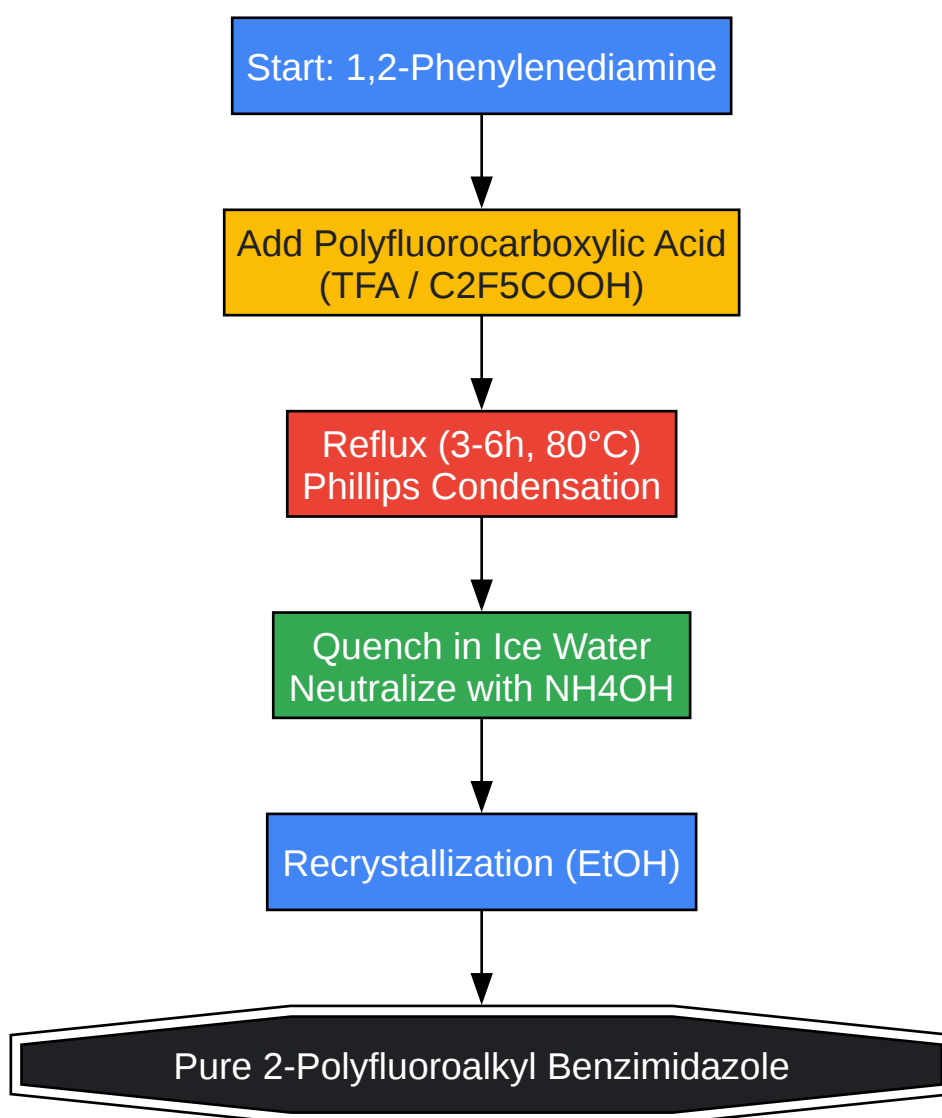 Start: 1,2-Phenylenediamine
Add Polyfluorocarboxylic Acid
(TFA / C2F5COOH)
Reflux (3-6h, 80°C)
Phillips Condensation
Quench in Ice Water
Neutralize with NH4OH
Recrystallization (EtOH)
Pure 2-Polyfluoroalkyl Benzimidazole